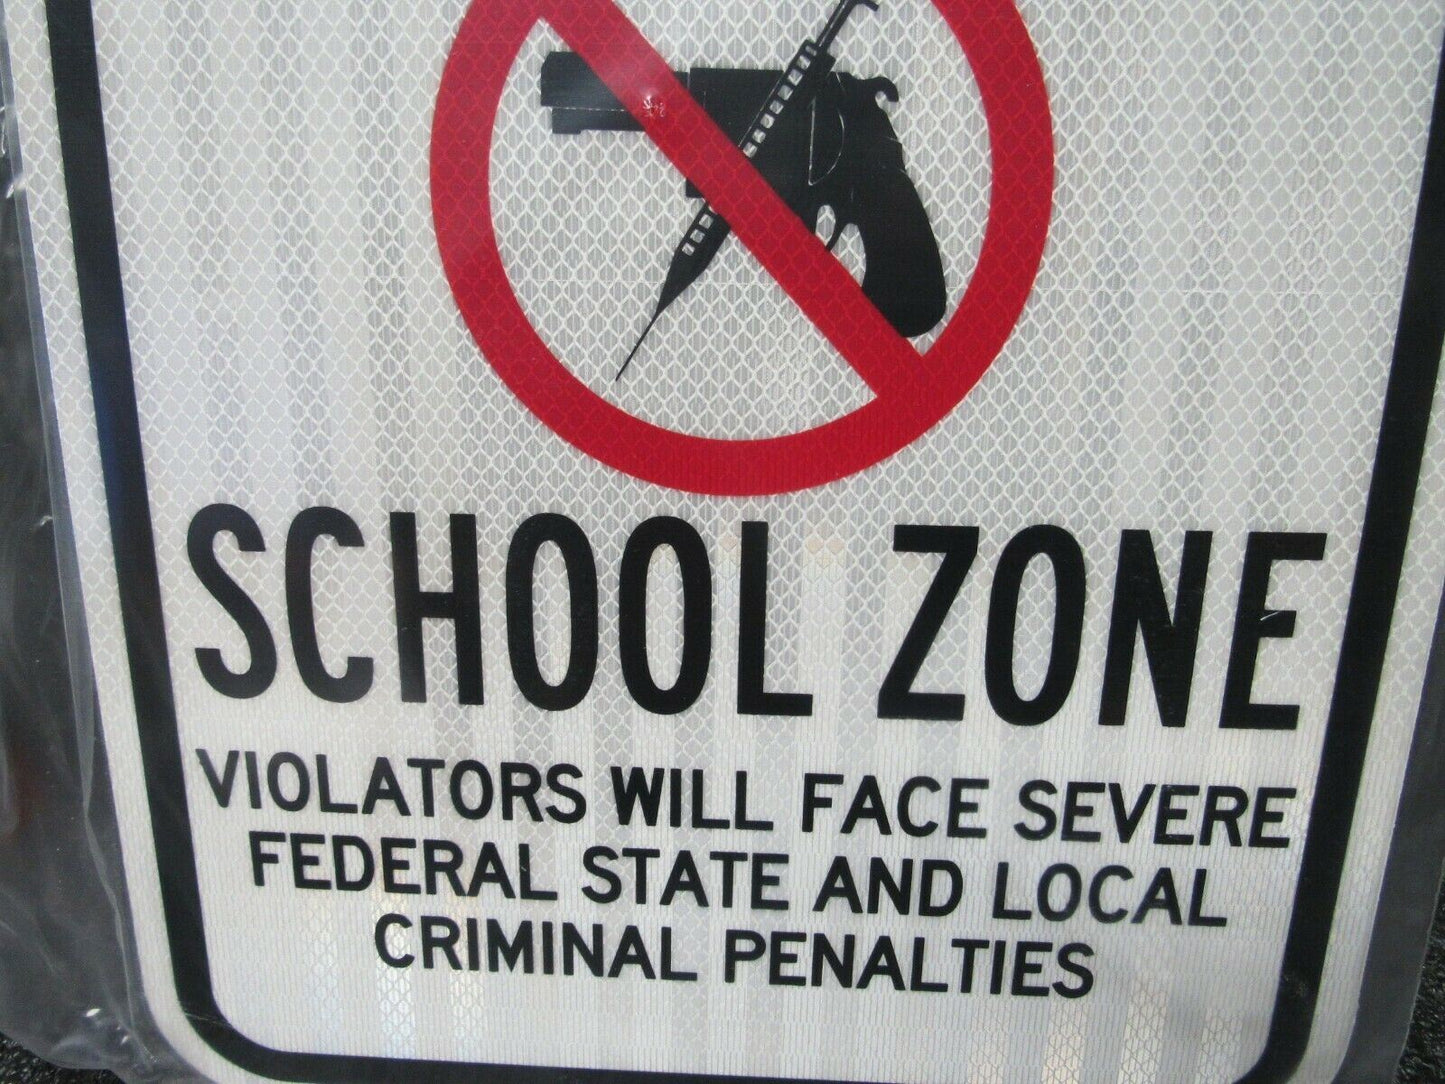 SCHOOL ZONE
VIOLATORS WILL FACE SEVERE
FEDERAL STATE AND LOCAL
CRIMINAL PENALTIES